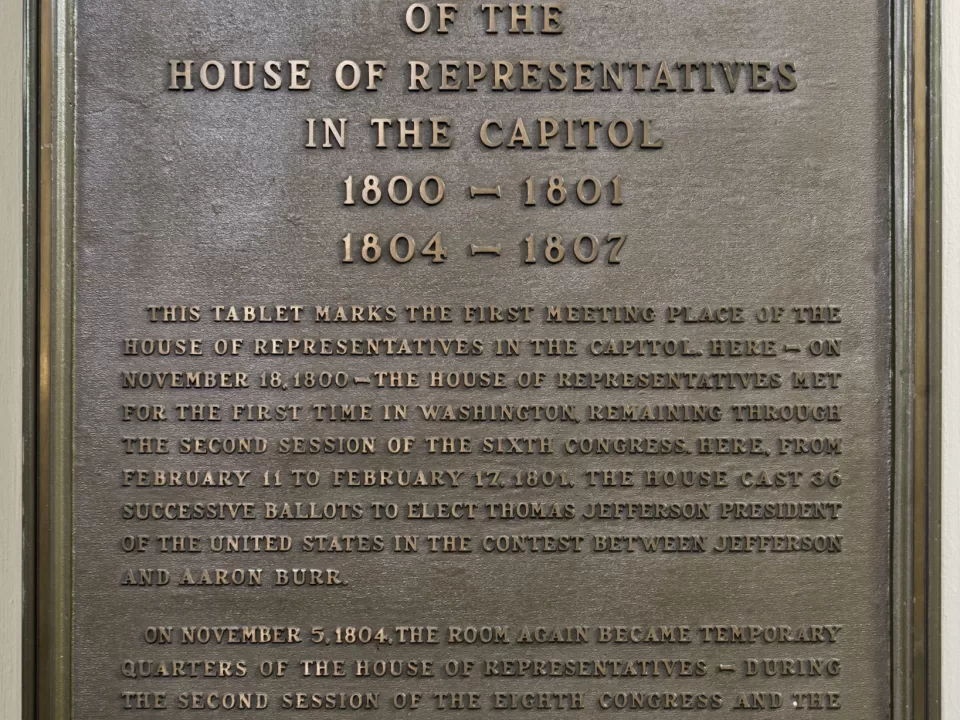 OF THE
HOUSE OF REPRESENTATIVES
IN THE CAPITOL
1800 – 1801
1804 – 1807
THIS TABLET MARKS THE FIRST MEETING PLACE OF THE
HOUSE OF REPRESENTATIVES IN THE CAPITOL. HERE – ON
NOVEMBER 18, 1800 – THE HOUSE OF REPRESENTATIVES MET
FOR THE FIRST TIME IN WASHINGTON, REMAINING THROUGH
THE SECOND SESSION OF THE SIXTH CONGRESS. HERE, FROM
FEBRUARY 11 TO FEBRUARY 17, 1801, THE HOUSE CAST 36
SUCCESSIVE BALLOTS TO ELECT THOMAS JEFFERSON PRESIDENT
OF THE UNITED STATES IN THE CONTEST BETWEEN JEFFERSON
AND AARON BURR.
ON NOVEMBER 5, 1804, THE ROOM AGAIN BECAME TEMPORARY
QUARTERS OF THE HOUSE OF REPRESENTATIVES – DURING
THE SECOND SESSION OF THE EIGHTH CONGRESS AND THE